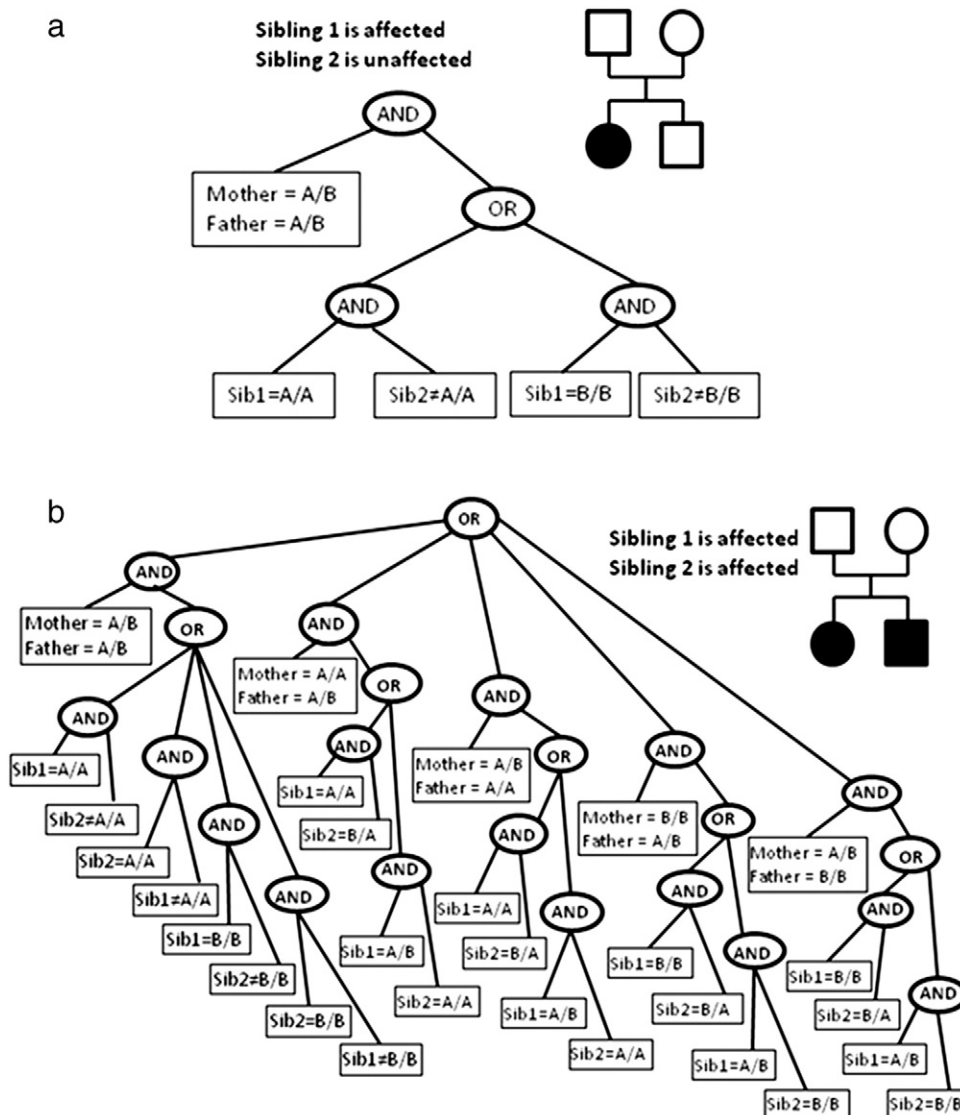 a
Sibling 1 is affected
Sibling 2 is unaffected
AND
Mother = A/B
Father = A/B
OR
AND
AND
Sib1=A/A
Sib2≠A/A
Sib1=B/B
Sib2≠B/B
b
OR
Sibling 1 is affected
Sibling 2 is affected
AND
Mother = A/B
Father = A/B
OR
AND
Sib1=A/A
Sib2≠A/A
AND
Sib2=A/A
Sib1≠A/A
AND
Sib1=B/B
Sib2≠B/B
AND
Sib2=B/B
Sib1≠B/B
AND
Mother = A/A
Father = A/B
OR
AND
Sib1=A/A
Sib2=B/A
AND
Sib1=A/B
Sib2=A/A
AND
Mother = A/B
Father = A/A
OR
AND
Sib1=A/A
Sib2=B/A
AND
Sib1=A/B
Sib2=A/A
AND
Mother = B/B
Father = A/B
OR
AND
Sib1=B/B
Sib2=B/A
AND
Sib1=A/B
Sib2=B/B
AND
Mother = A/B
Father = B/B
OR
AND
Sib1=B/B
Sib2=B/A
AND
Sib1=A/B
Sib2=B/B